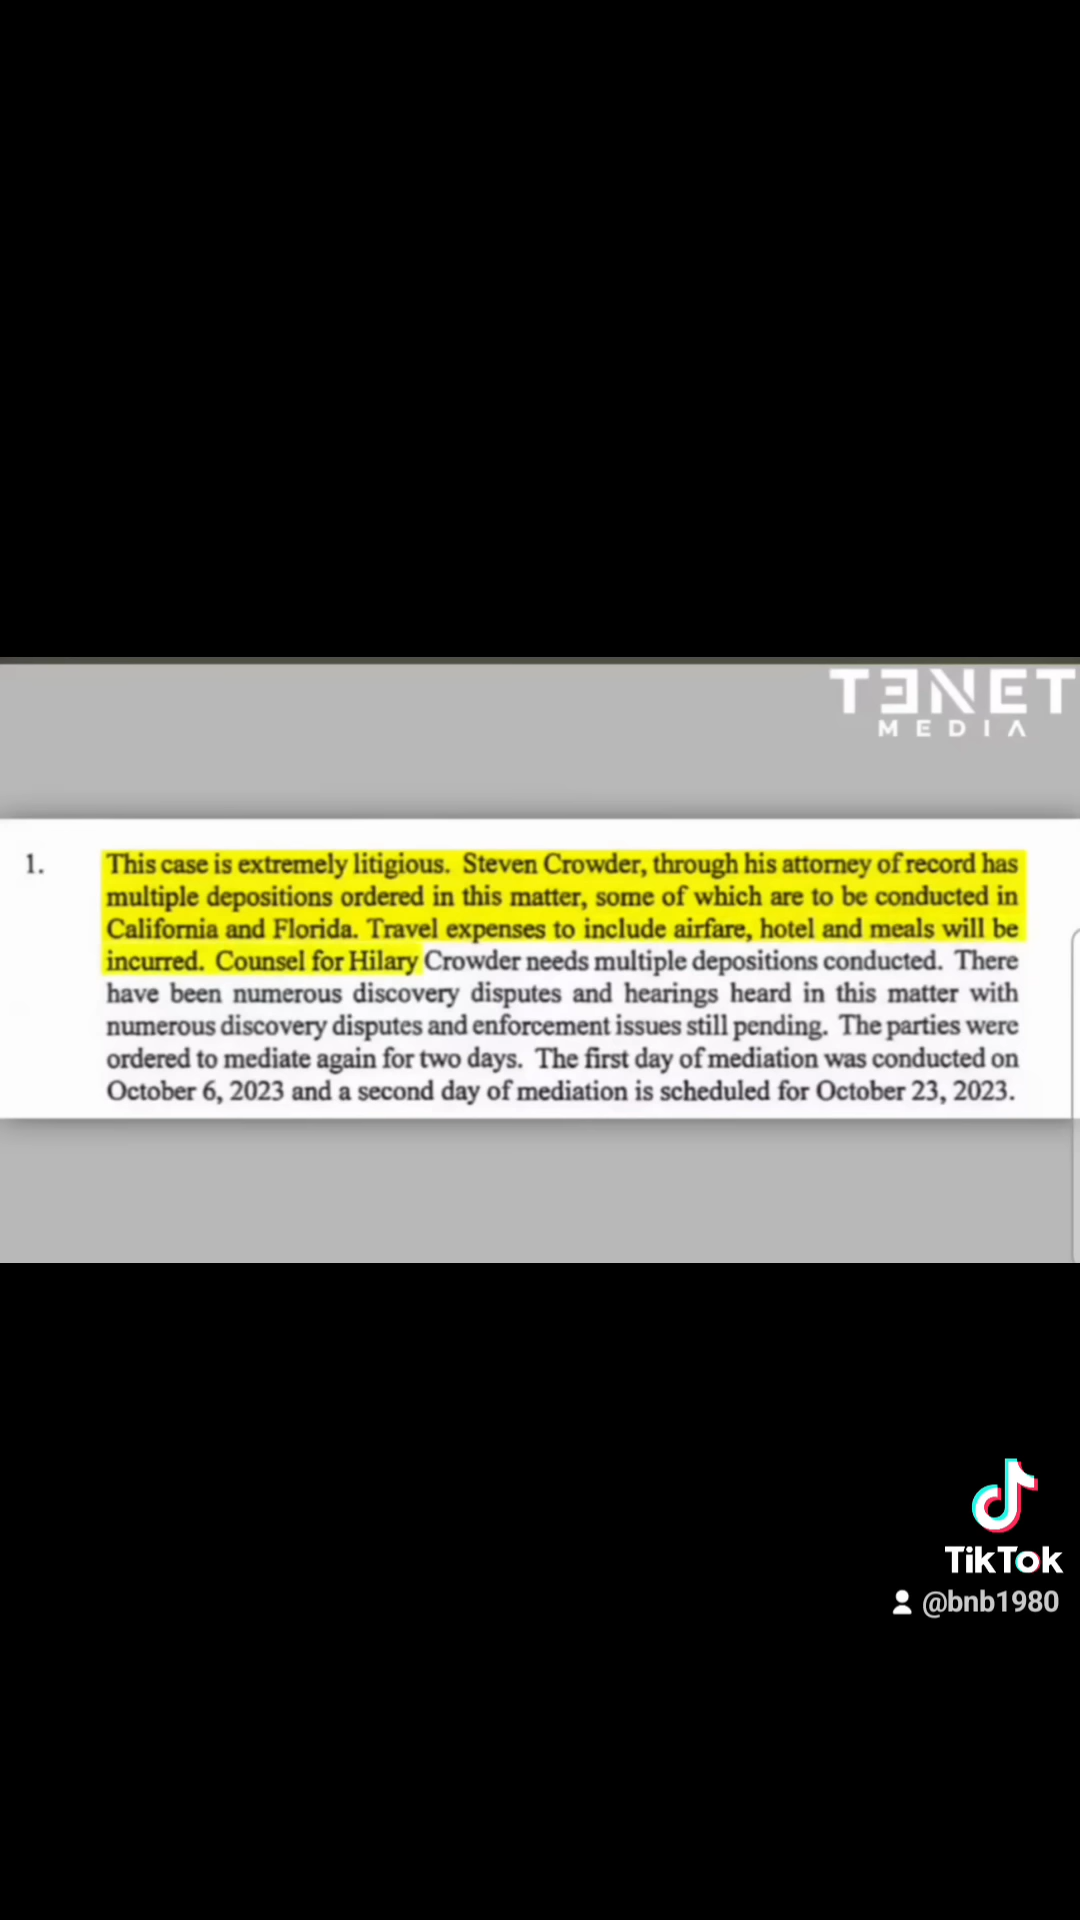 TENET
MEDIA
1. This case is extremely litigious. Steven Crowder, through his attorney of record has
multiple depositions ordered in this matter, some of which are to be conducted in
California and Florida. Travel expenses to include airfare, hotel and meals will be
incurred. Counsel for Hilary Crowder needs multiple depositions conducted. There
have been numerous discovery disputes and hearings heard in this matter with
numerous discovery disputes and enforcement issues still pending. The parties were
ordered to mediate again for two days. The first day of mediation was conducted on
October 6, 2023 and a second day of mediation is scheduled for October 23, 2023.
TikTok
@bnb1980